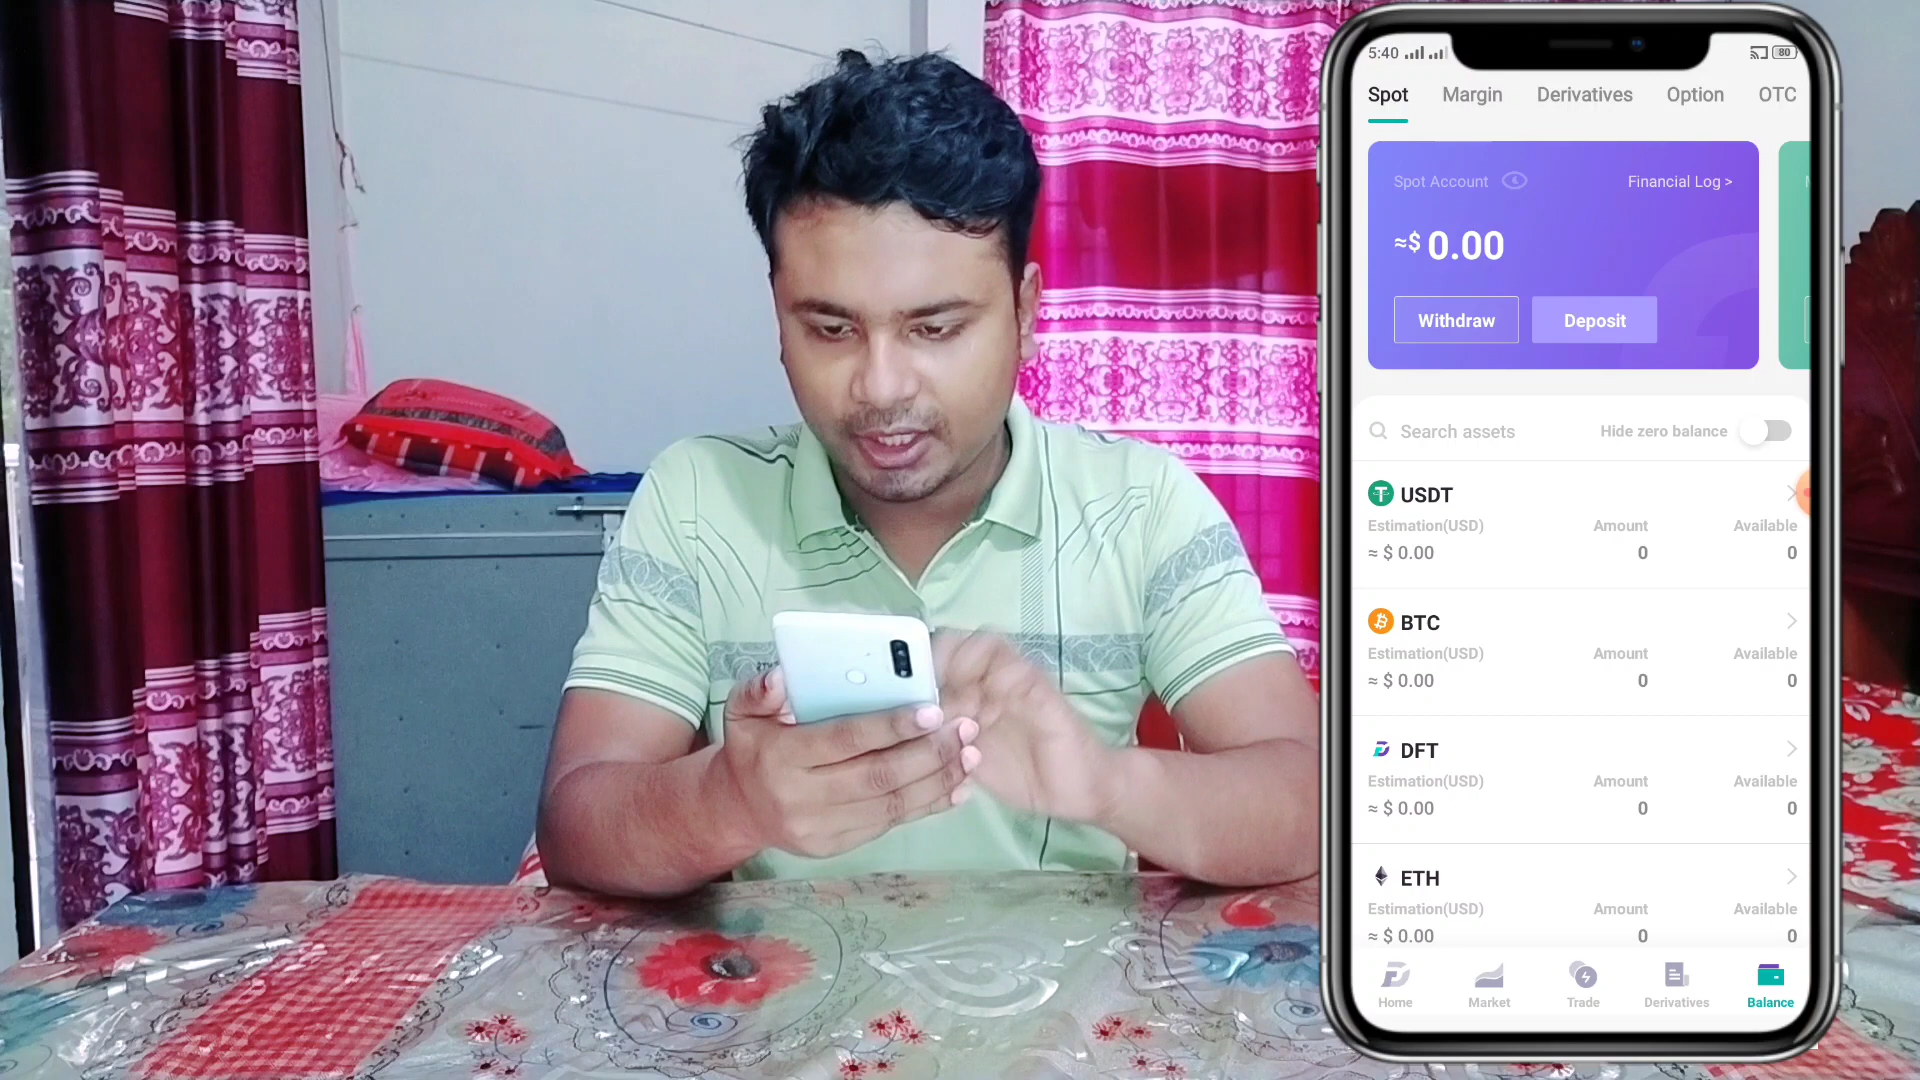 5:40
80
Spot Margin Derivatives Option OTC
Spot Account
Financial Log >
≈$ 0.00
Withdraw
Deposit
Search assets
Hide zero balance
USDT
Estimation(USD) Amount Available
≈ $ 0.00 0 0
BTC
Estimation(USD) Amount Available
≈ $ 0.00 0 0
DFT
Estimation(USD) Amount Available
≈ $ 0.00 0 0
ETH
Estimation(USD) Amount Available
≈ $ 0.00 0 0
Home Market Trade Derivatives Balance